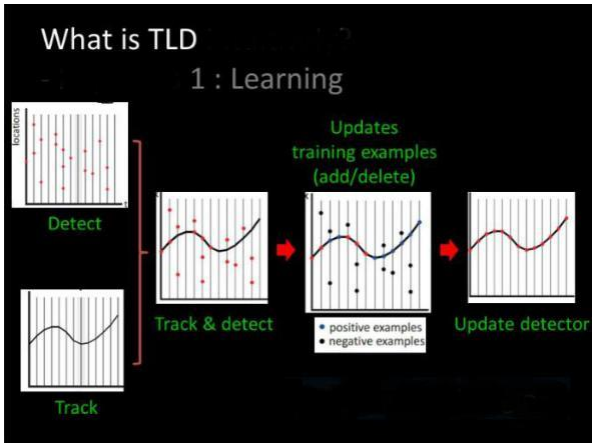 What is TLD
1 : Learning
locations
t
Detect
Track
Track & detect
Updates
training examples
(add/delete)
positive examples
negative examples
Update detector